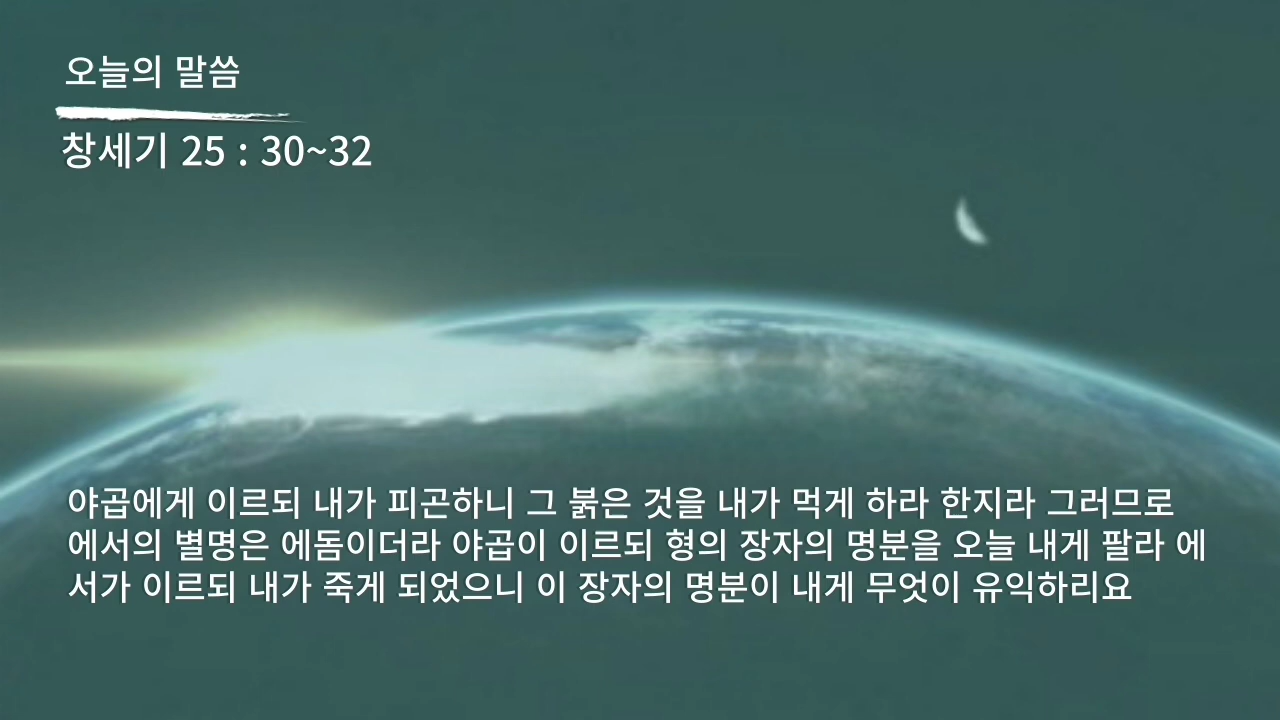 오늘의 말씀
창세기 25 : 30~32
야곱에게 이르되 내가 피곤하니 그 붉은 것을 내가 먹게 하라 한지라 그러므로
에서의 별명은 에돔이더라 야곱이 이르되 형의 장자의 명분을 오늘 내게 팔라 에
서가 이르되 내가 죽게 되었으니 이 장자의 명분이 내게 무엇이 유익하리요